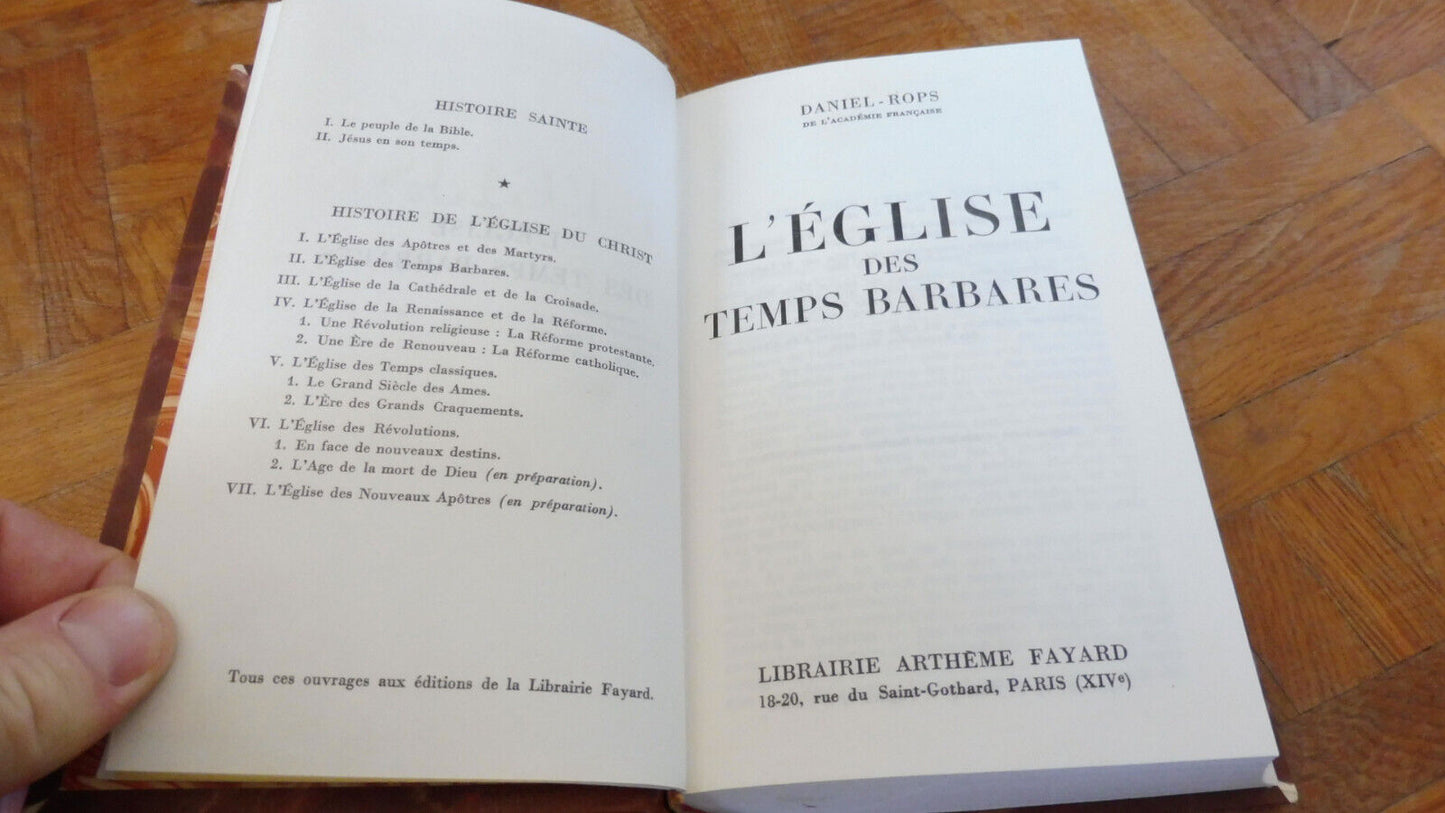 HISTOIRE SAINTE
I. Le peuple de la Bible.
II. Jésus en son temps.
★
HISTOIRE DE L'ÉGLISE DU CHRIST
I. L'Église des Apôtres et des Martyrs.
II. L'Église des Temps Barbares.
III. L'Église de la Cathédrale et de la Croisade.
IV. L'Église de la Renaissance et de la Réforme.
1. Une Révolution religieuse : La Réforme protestante.
2. Une Ère de Renouveau : La Réforme catholique.
V. L'Église des Temps classiques.
1. Le Grand Siècle des Ames.
2. L'Ère des Grands Craquements.
VI. L'Église des Révolutions.
1. En face de nouveaux destins.
2. L'Age de la mort de Dieu (en préparation).
VII. L'Église des Nouveaux Apôtres (en préparation).
Tous ces ouvrages aux éditions de la Librairie Fayard.
DANIEL-ROPS
DE L'ACADÉMIE FRANÇAISE
L'ÉGLISE
DES
TEMPS BARBARES
LIBRAIRIE ARTHÈME FAYARD
18-20, rue du Saint-Gothard, PARIS (XIVe)